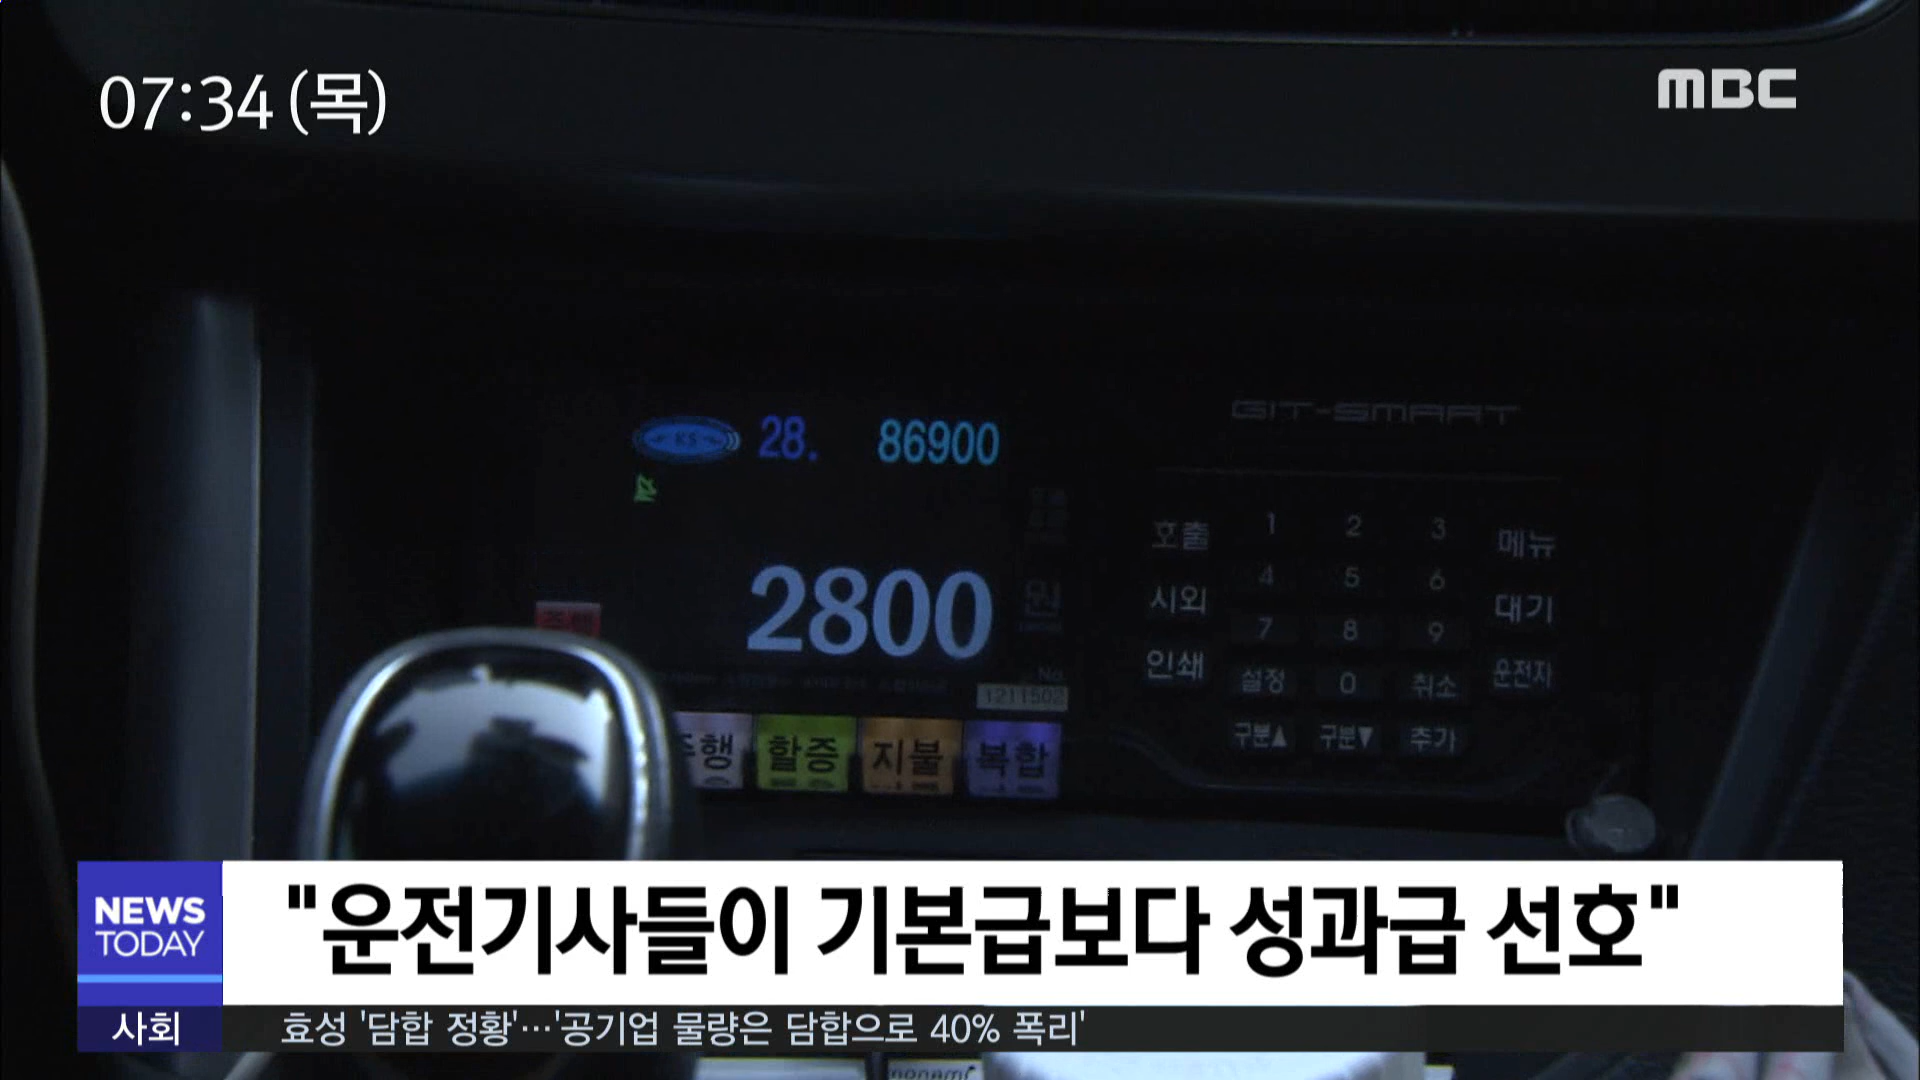 07:34 (목)
MBC
KS 28. 86900
GIT-SMART
2800
원
No.
1211502
주행
할증
지불
복합
호출 1 2 3 메뉴
시외 4 5 6 대기
7 8 9
인쇄 설정 0 취소 운전자
구분▲ 구분▼ 추가
NEWS
TODAY
"운전기사들이 기본급보다 성과급 선호"
사회
효성 '담합 정황'…'공기업 물량은 담합으로 40% 폭리'